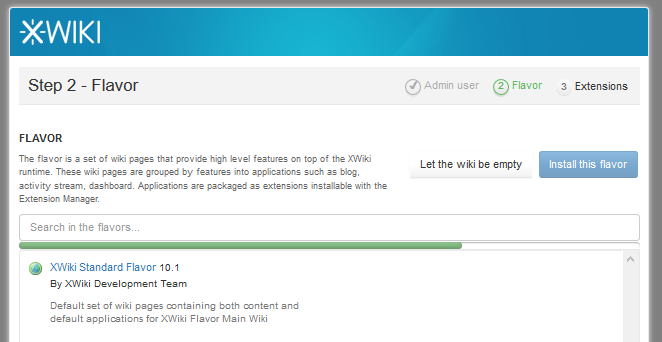 XWIKI
Step 2 - Flavor
Admin user
2 Flavor
3 Extensions
FLAVOR
The flavor is a set of wiki pages that provide high level features on top of the XWiki
runtime. These wiki pages are grouped by features into applications such as blog,
activity stream, dashboard. Applications are packaged as extensions installable with the
Extension Manager.
Let the wiki be empty
Install this flavor
Search in the flavors...
XWiki Standard Flavor 10.1
By XWiki Development Team
Default set of wiki pages containing both content and
default applications for XWiki Flavor Main Wiki